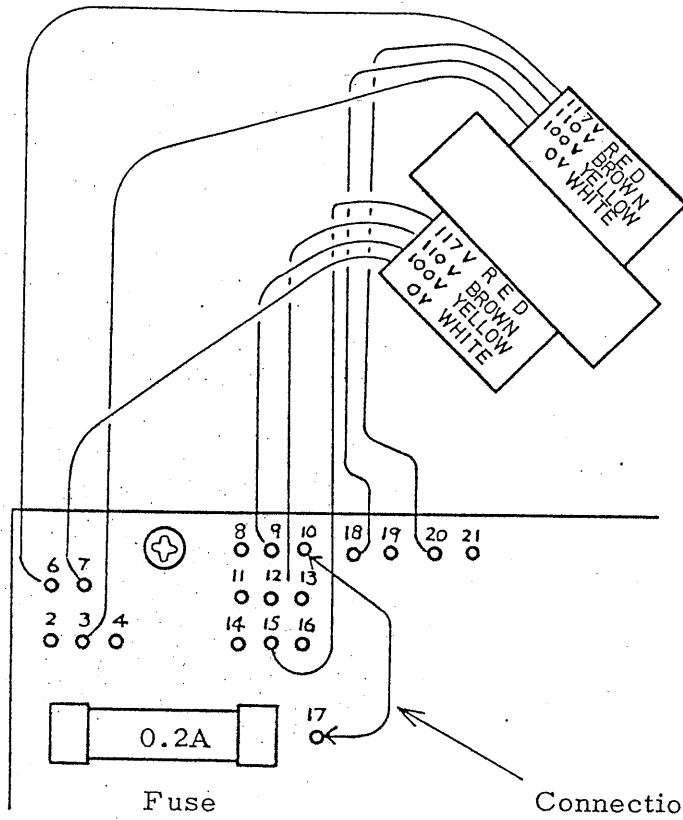 117V RED
110V BROWN
100V YELLOW
0V WHITE
117V RED
110V BROWN
100V YELLOW
0V WHITE
8 9 10 18 19 20 21
6 7 11 12 13
2 3 4 14 15 16
17
0.2A
Fuse Connectio